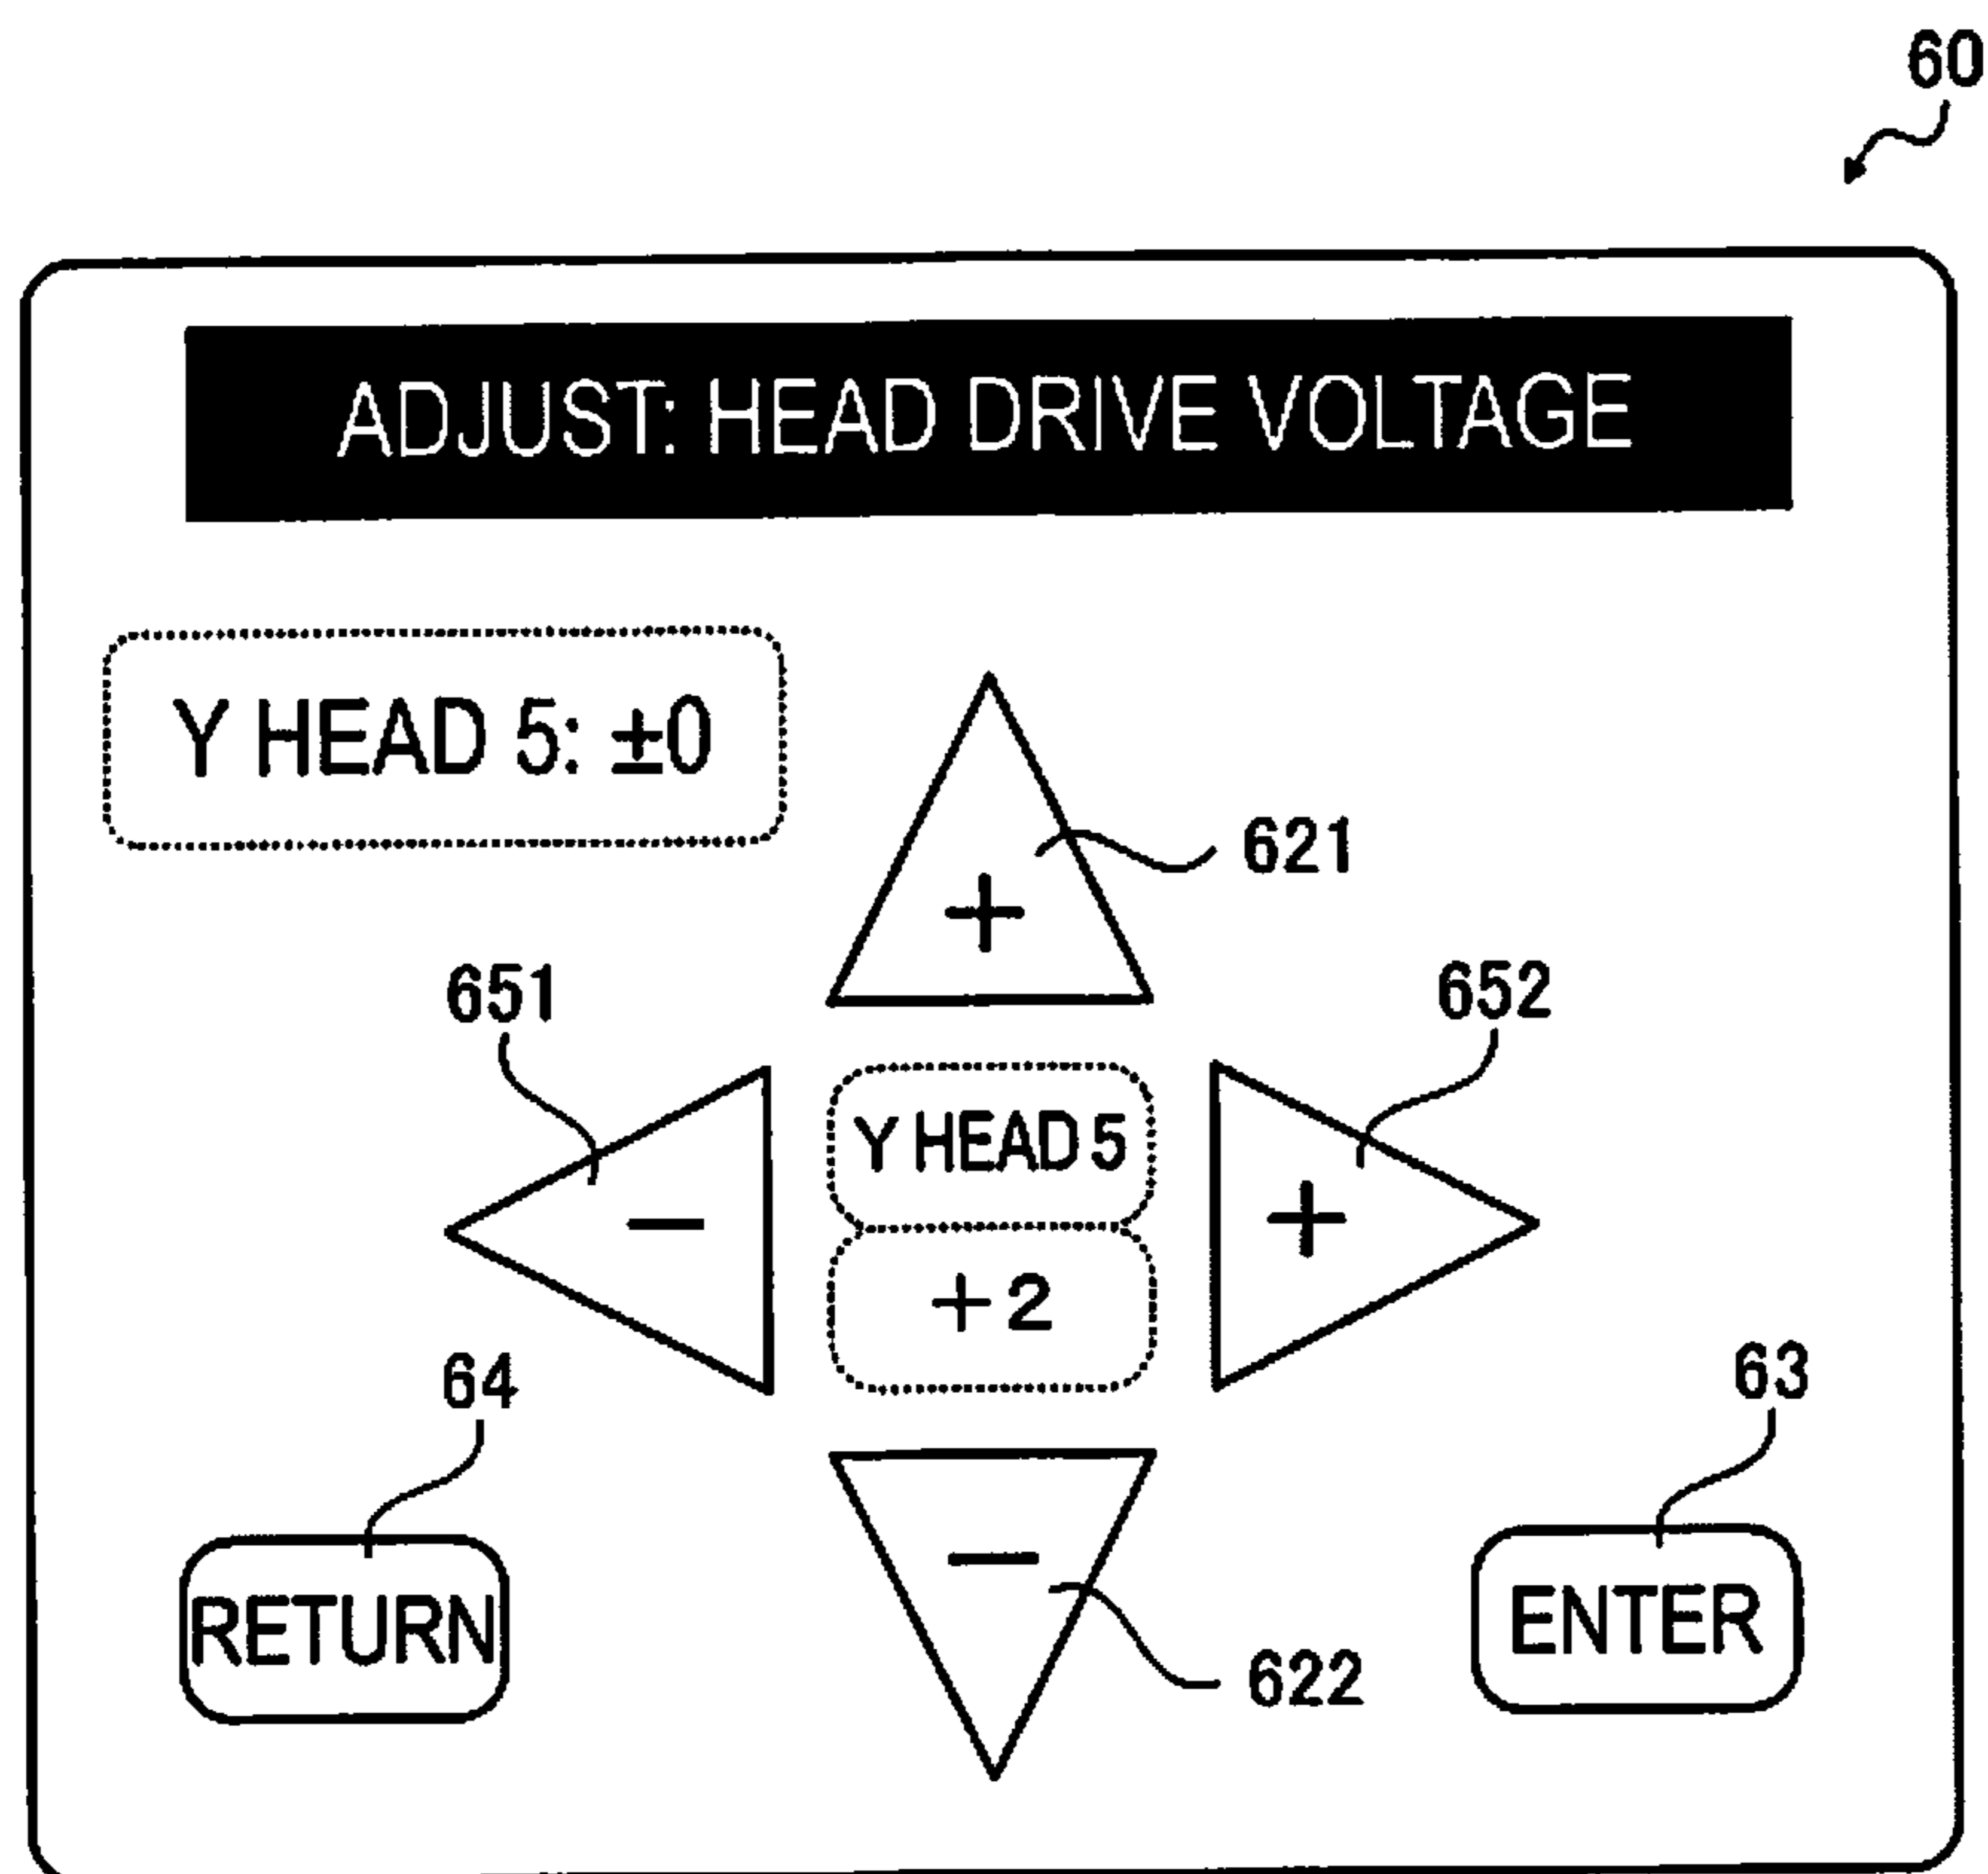 60
ADJUST: HEAD DRIVE VOLTAGE
Y HEAD 5: ±0
+
621
651
652
Y HEAD 5
−
+
+2
64
63
−
RETURN
ENTER
622